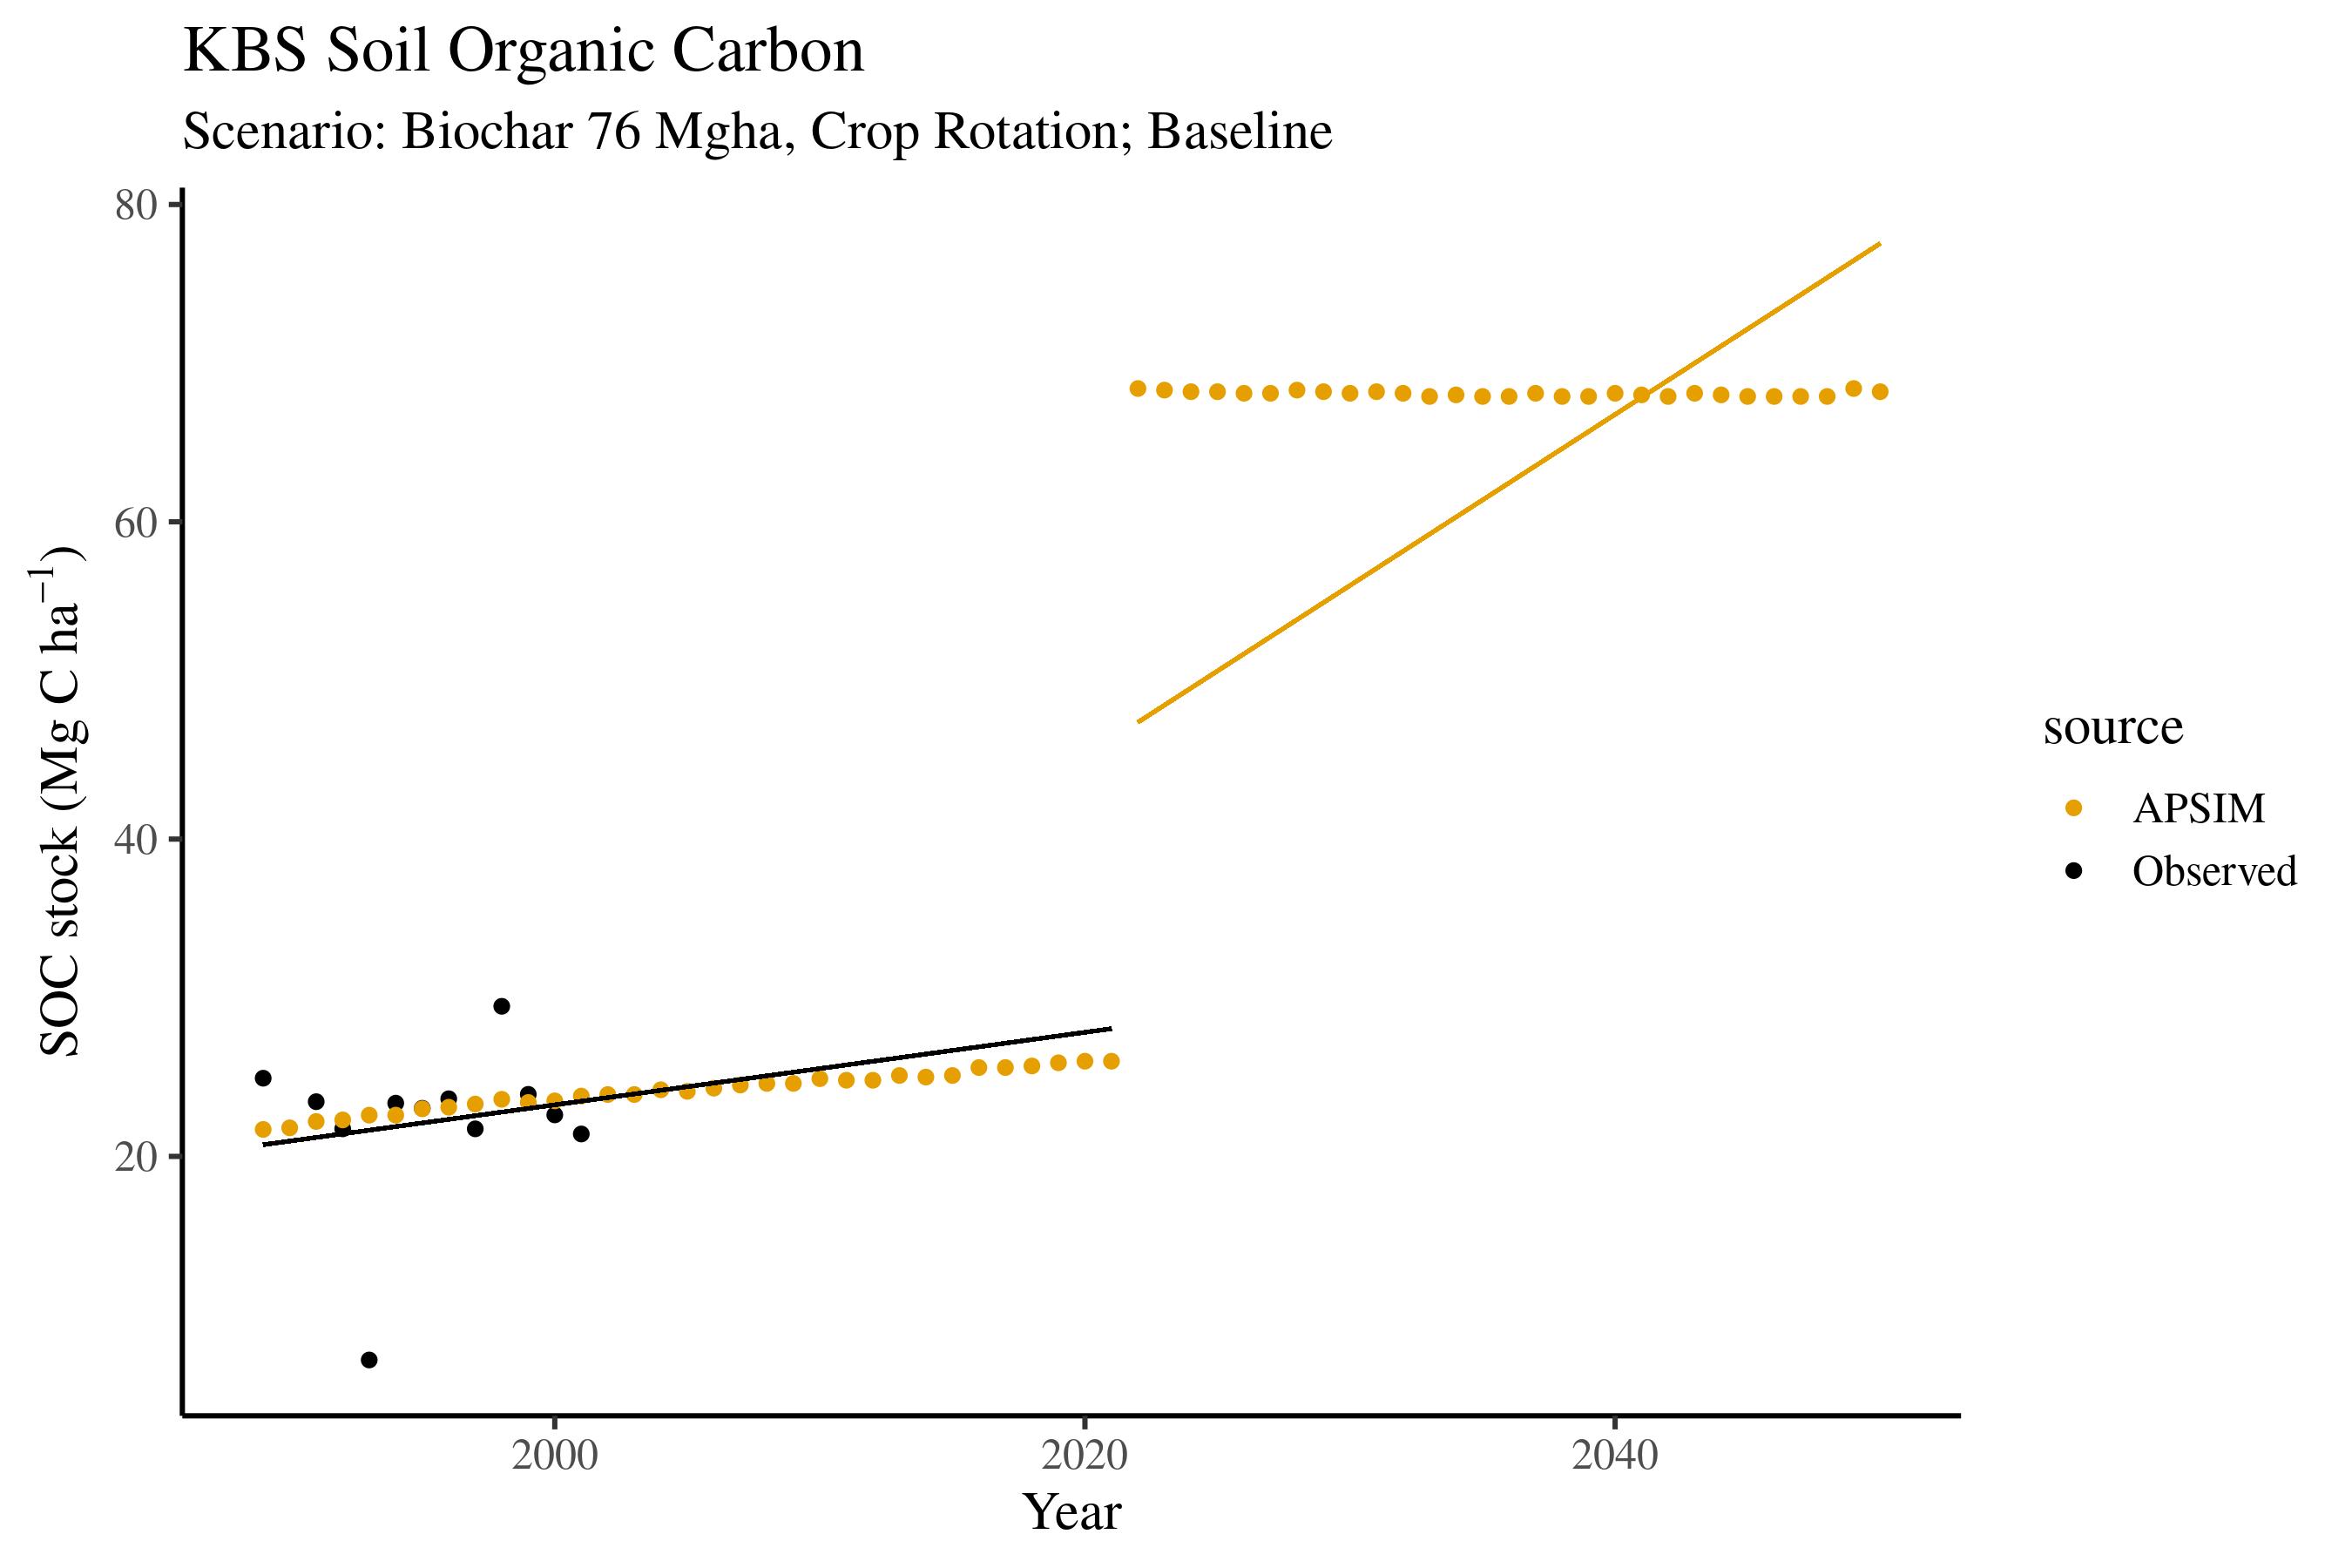 KBS Soil Organic Carbon
Scenario: Biochar 76 Mgha, Crop Rotation; Baseline
SOC stock (Mg C ha⁻¹)
80
60
40
20
2000
2020
2040
Year
source
APSIM
Observed